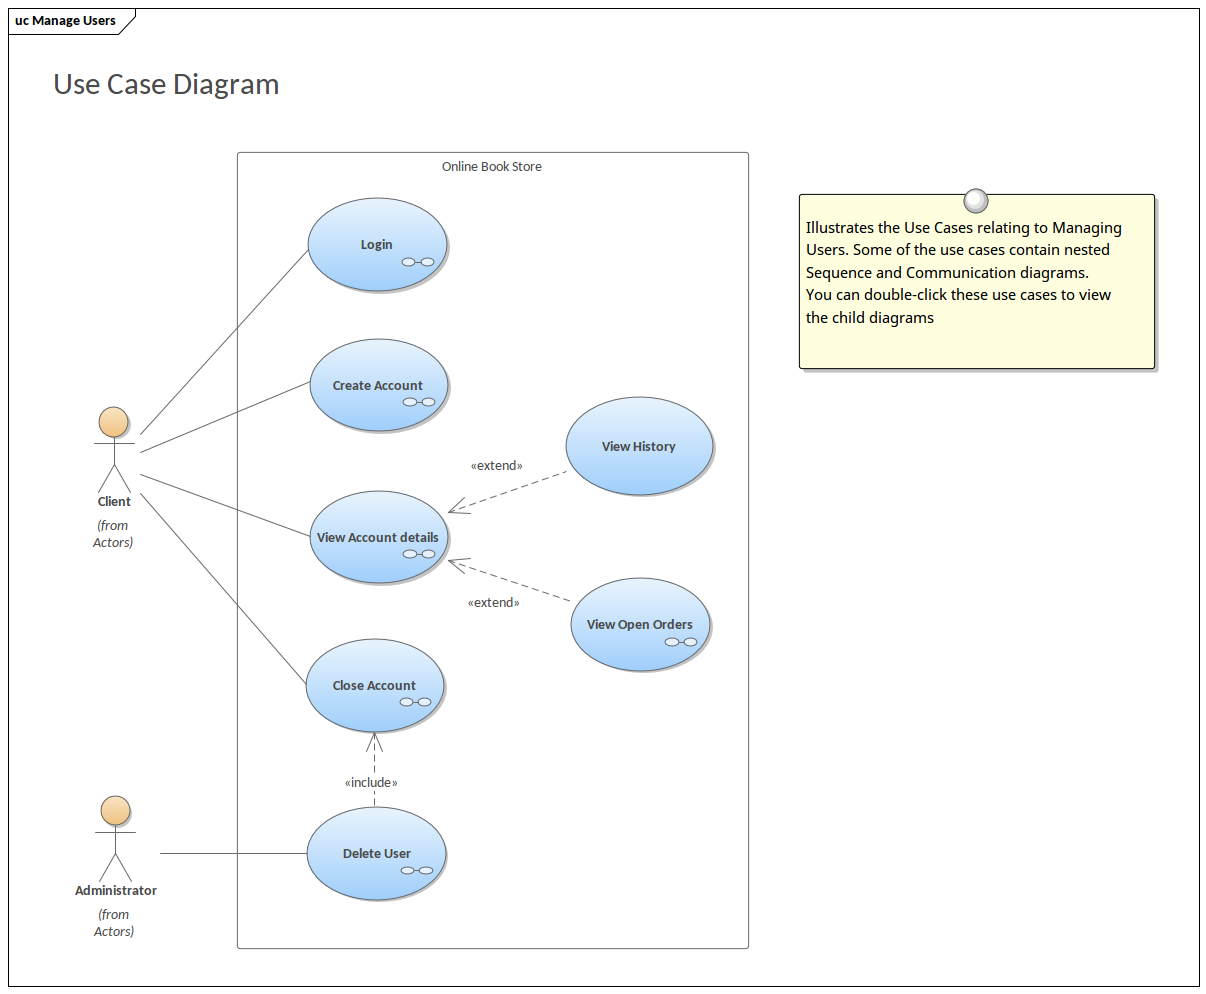 uc Manage Users
Use Case Diagram
Online Book Store
Login
Illustrates the Use Cases relating to Managing
Users. Some of the use cases contain nested
Sequence and Communication diagrams.
You can double-click these use cases to view
the child diagrams
Create Account
View History
«extend»
Client
(from
Actors)
View Account details
«extend»
View Open Orders
Close Account
«include»
Delete User
Administrator
(from
Actors)